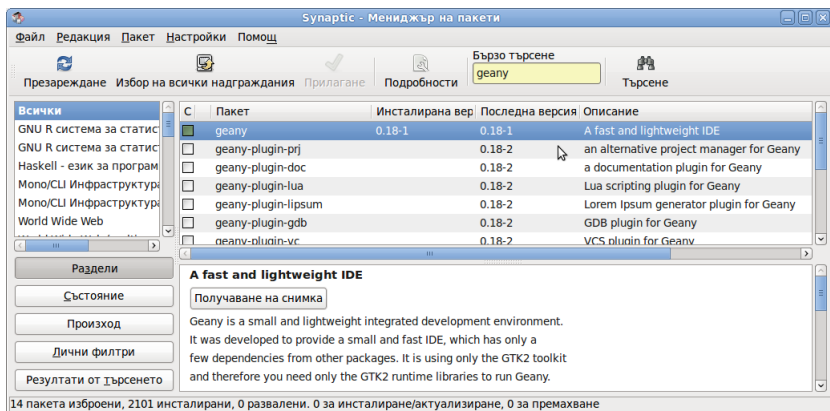 Synaptic - Мениджър на пакети
Файл Редакция Пакет Настройки Помощ
Бързо търсене
geany
Презареждане Избор на всички надграждания Прилагане Подробности Търсене
Всички
GNU R система за статис
GNU R система за статис
Haskell - език за програм
Mono/CLI Инфраструктура
Mono/CLI Инфраструктура
World Wide Web
С Пакет Инсталирана вер Последна версия Описание
geany 0.18-1 0.18-1 A fast and lightweight IDE
geany-plugin-prj 0.18-2 an alternative project manager for Geany
geany-plugin-doc 0.18-2 a documentation plugin for Geany
geany-plugin-lua 0.18-2 Lua scripting plugin for Geany
geany-plugin-lipsum 0.18-2 Lorem Ipsum generator plugin for Geany
geany-plugin-gdb 0.18-2 GDB plugin for Geany
geany-plugin-vc 0.18-2 VCS plugin for Geany
Раздели
Състояние
Произход
Лични филтри
Резултати от търсенето
A fast and lightweight IDE
Получаване на снимка
Geany is a small and lightweight integrated development environment.
It was developed to provide a small and fast IDE, which has only a
few dependencies from other packages. It is using only the GTK2 toolkit
and therefore you need only the GTK2 runtime libraries to run Geany.
14 пакета изброени, 2101 инсталирани, 0 развалени. 0 за инсталиране/актуализиране, 0 за премахване